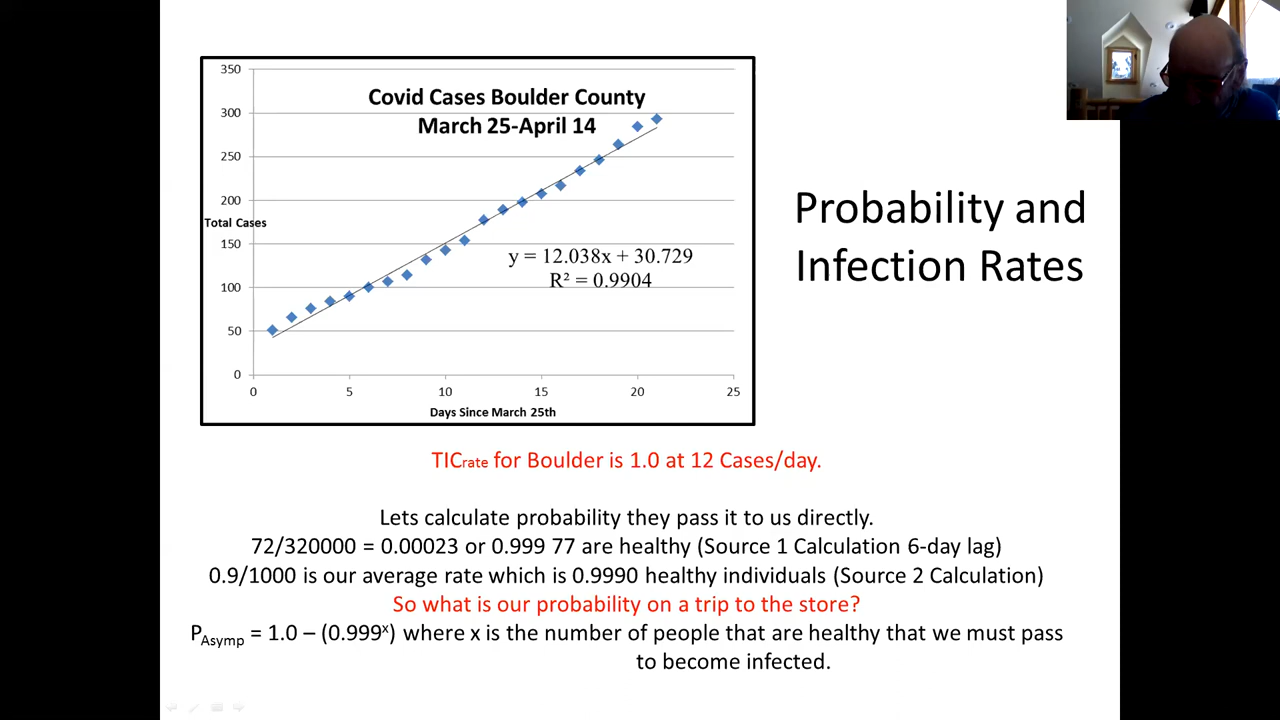 Covid Cases Boulder County
March 25-April 14
350
300
250
200
150
100
50
0
Total Cases
y = 12.038x + 30.729
R² = 0.9904
0 5 10 15 20 25
Days Since March 25th
Probability and
Infection Rates
TICrate for Boulder is 1.0 at 12 Cases/day.
Lets calculate probability they pass it to us directly.
72/320000 = 0.00023 or 0.999 77 are healthy (Source 1 Calculation 6-day lag)
0.9/1000 is our average rate which is 0.9990 healthy individuals (Source 2 Calculation)
So what is our probability on a trip to the store?
PAsymp = 1.0 – (0.999ˣ) where x is the number of people that are healthy that we must pass
to become infected.